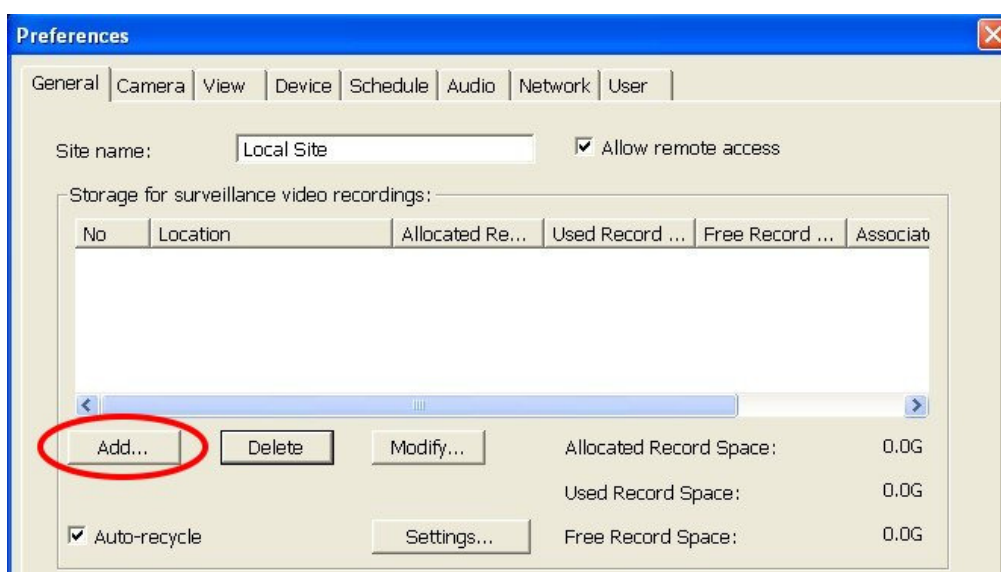 Preferences
General Camera View Device Schedule Audio Network User
Site name: Local Site Allow remote access
Storage for surveillance video recordings:
No Location Allocated Re... Used Record ... Free Record ... Associat
Add... Delete Modify... Allocated Record Space: 0.0G
Used Record Space: 0.0G
Auto-recycle Settings... Free Record Space: 0.0G